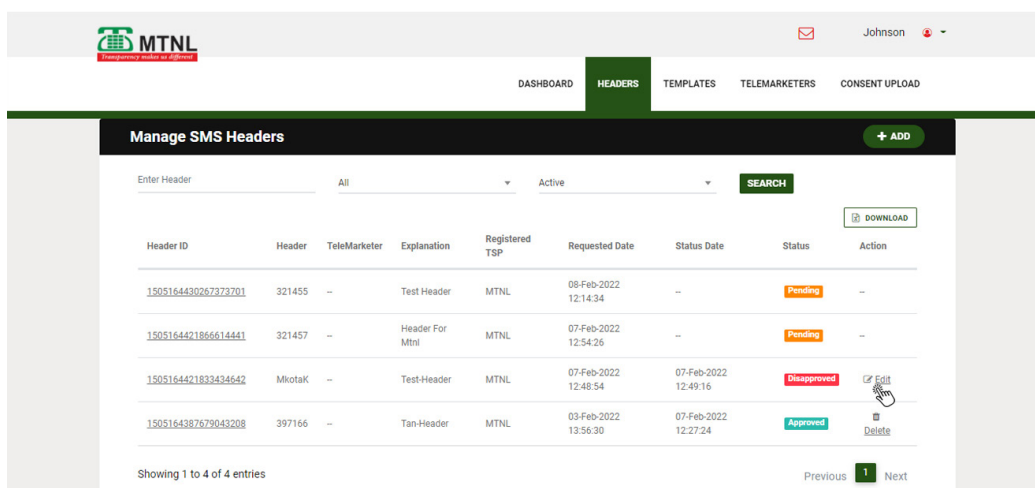 MTNL
Transparency makes us different
Johnson
DASHBOARD HEADERS TEMPLATES TELEMARKETERS CONSENT UPLOAD
Manage SMS Headers
+ ADD
Enter Header All Active SEARCH
DOWNLOAD
Header ID Header TeleMarketer Explanation Registered TSP Requested Date Status Date Status Action
1505164430267373701 321455 -- Test Header MTNL 08-Feb-2022 12:14:34 -- Pending --
1505164421866614441 321457 -- Header For Mtnl MTNL 07-Feb-2022 12:54:26 -- Pending --
1505164421833434642 MkotaK -- Test-Header MTNL 07-Feb-2022 12:48:54 07-Feb-2022 12:49:16 Disapproved Edit
1505164387679043208 397166 -- Tan-Header MTNL 03-Feb-2022 13:56:30 07-Feb-2022 12:27:24 Approved Delete
Showing 1 to 4 of 4 entries
Previous 1 Next